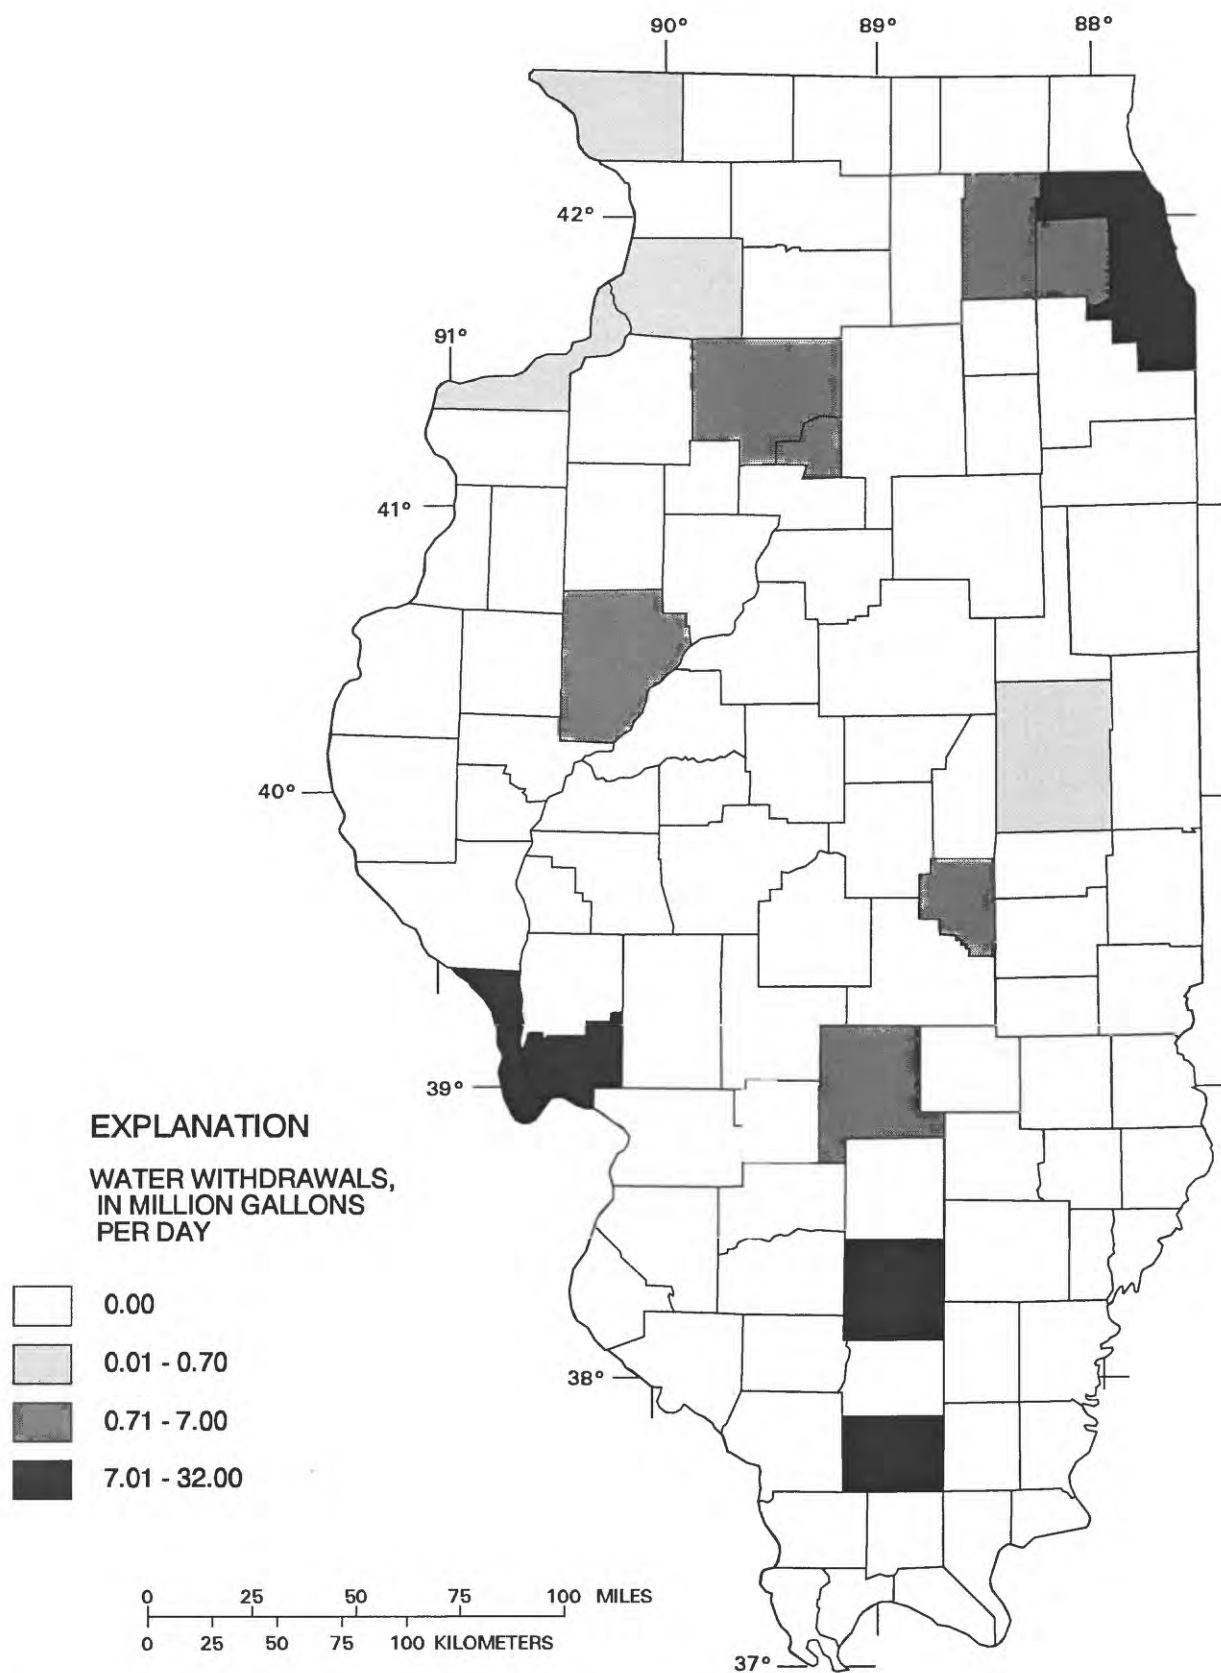 90° 89° 88°
42°
91°
41°
40°
39°
EXPLANATION
WATER WITHDRAWALS,
IN MILLION GALLONS
PER DAY
0.00
0.01 - 0.70
38°
0.71 - 7.00
7.01 - 32.00
0 25 50 75 100 MILES
0 25 50 75 100 KILOMETERS
37°